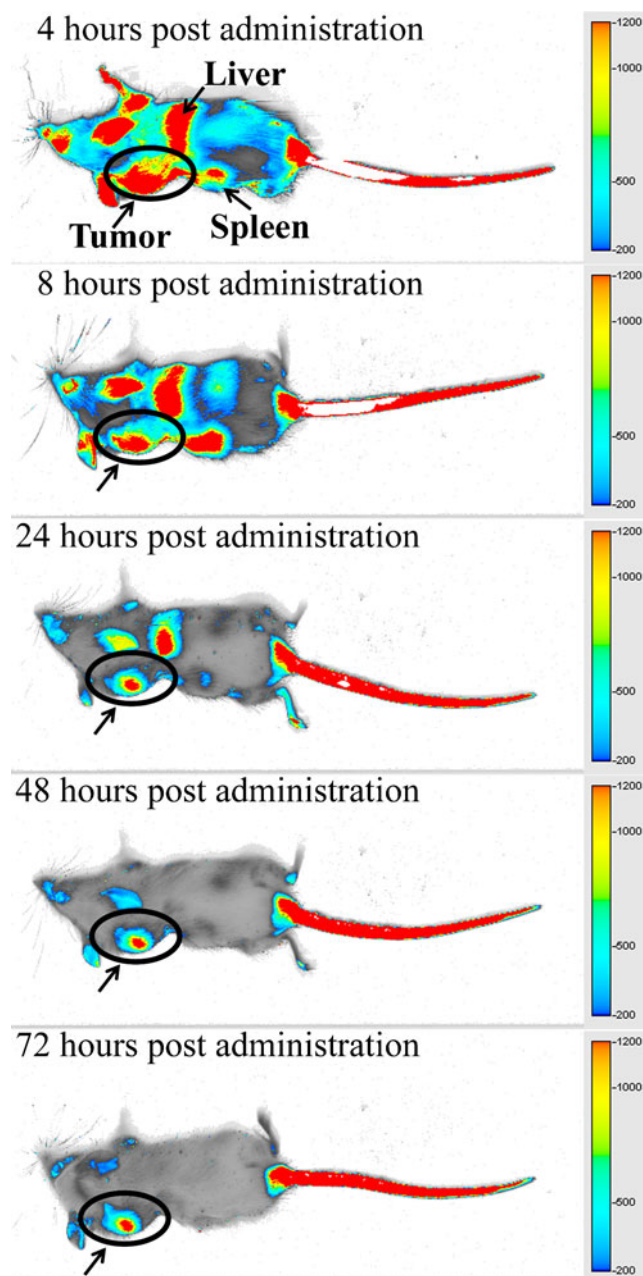 4 hours post administration
Liver
Tumor
Spleen
-1200
-1000
-500
-200
8 hours post administration
-1200
-1000
-500
-200
24 hours post administration
-1200
-1000
-500
-200
48 hours post administration
-1200
-1000
-500
-200
72 hours post administration
-1200
-1000
-500
-200